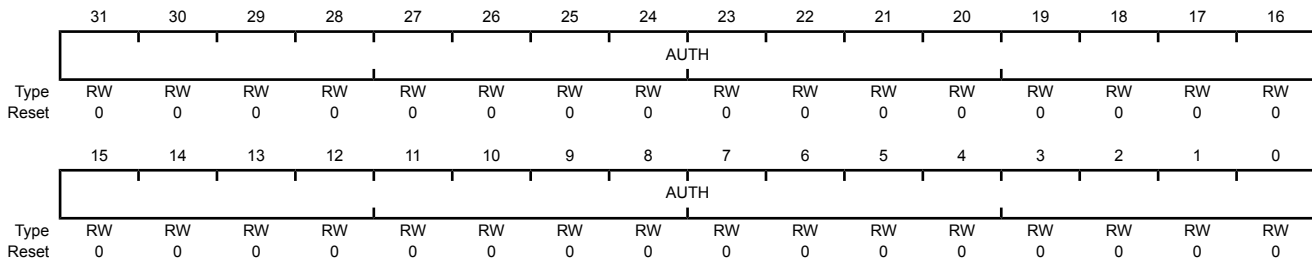 31 30 29 28 27 26 25 24 23 22 21 20 19 18 17 16
AUTH
Type RW RW RW RW RW RW RW RW RW RW RW RW RW RW RW RW
Reset 0 0 0 0 0 0 0 0 0 0 0 0 0 0 0 0
15 14 13 12 11 10 9 8 7 6 5 4 3 2 1 0
AUTH
Type RW RW RW RW RW RW RW RW RW RW RW RW RW RW RW RW
Reset 0 0 0 0 0 0 0 0 0 0 0 0 0 0 0 0